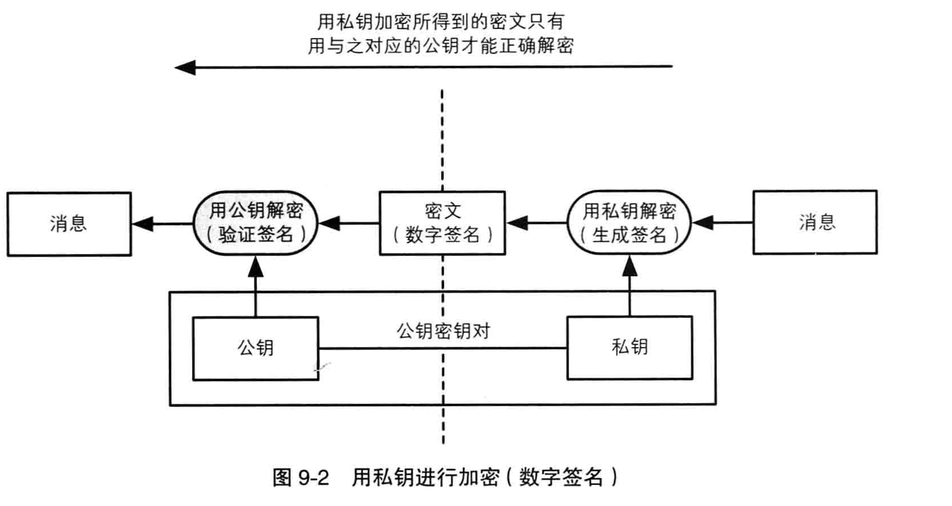 用私钥加密所得到的密文只有
用与之对应的公钥才能正确解密
消息
用公钥解密
（验证签名）
密文
（数字签名）
用私钥解密
（生成签名）
消息
公钥
公钥密钥对
私钥
图 9-2 用私钥进行加密（数字签名）